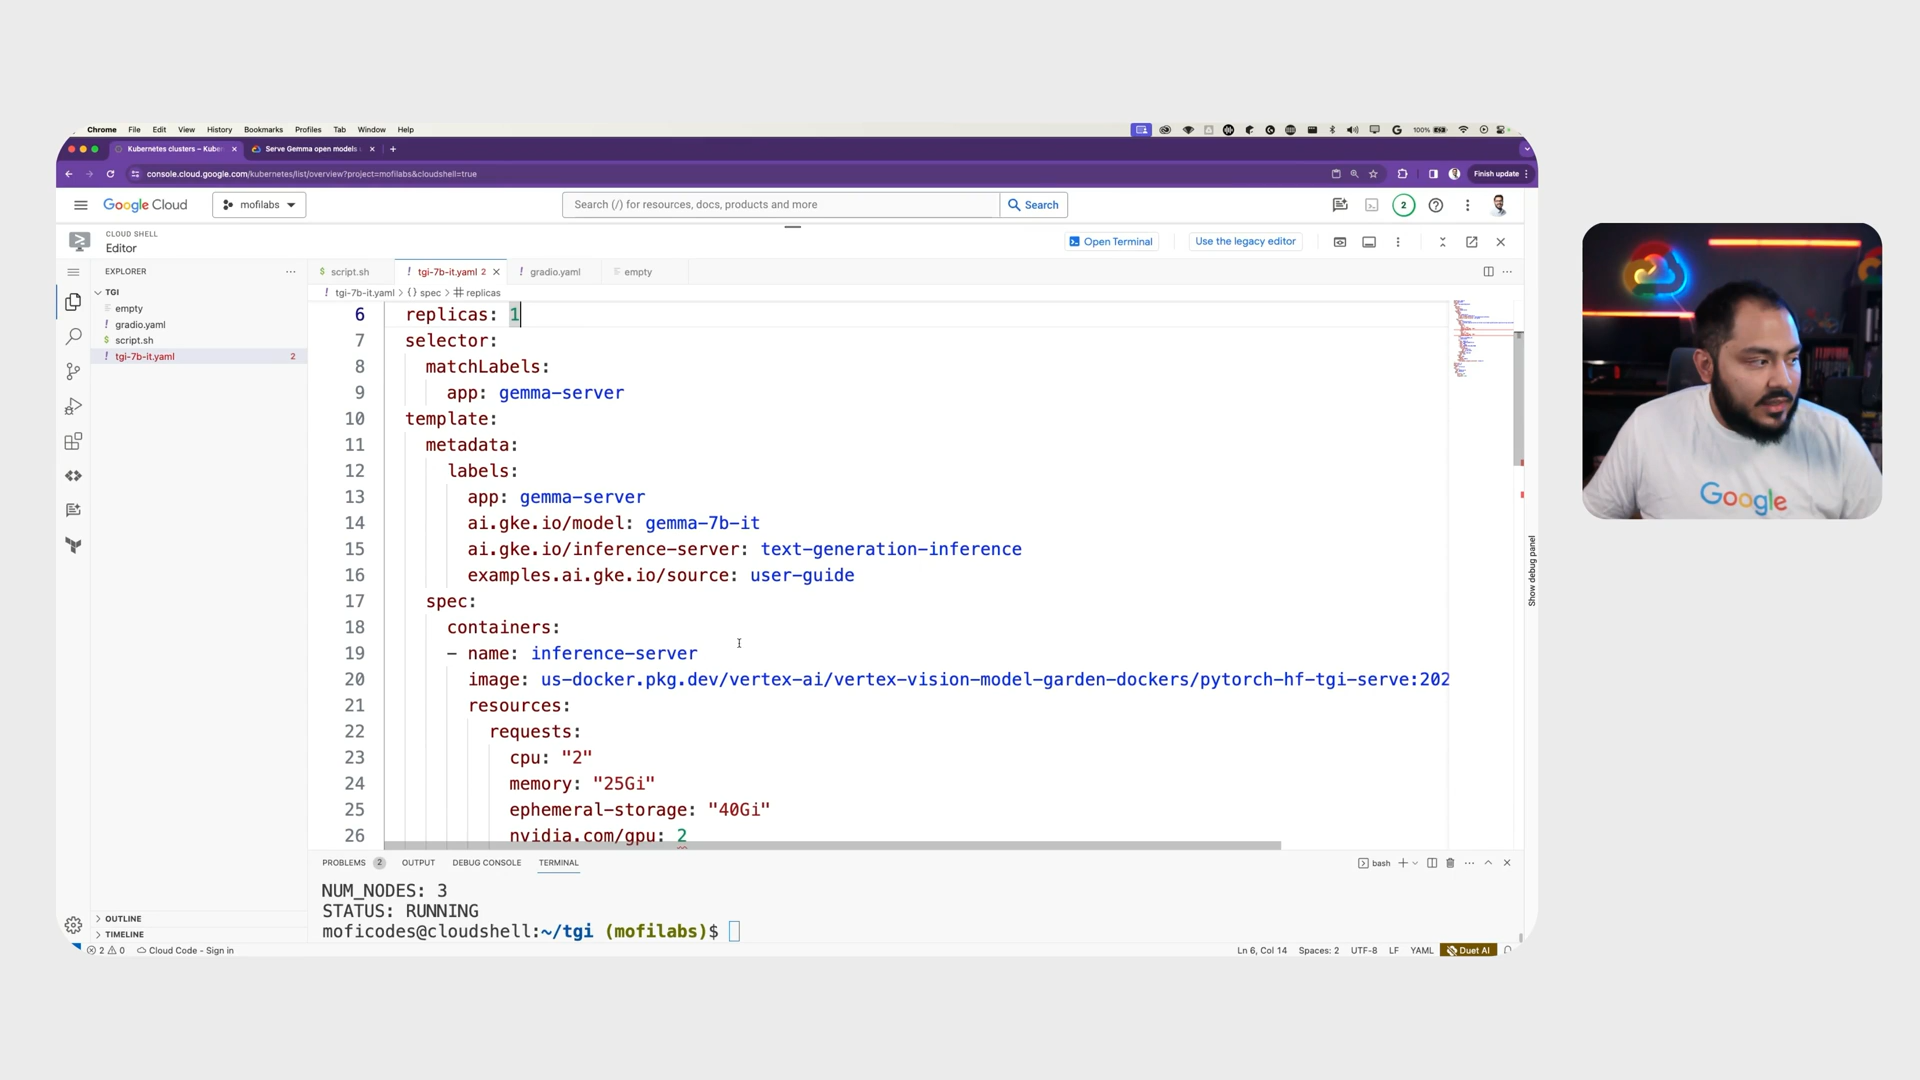 Chrome File Edit View History Bookmarks Profiles Tab Window Help 100%
Kubernetes clusters – Kuber Serve Gemma open models
console.cloud.google.com/kubernetes/list/overview?project=mofilabs&cloudshell=true Finish update
Google Cloud mofilabs Search (/) for resources, docs, products and more Search 2
CLOUD SHELL
Editor Open Terminal Use the legacy editor
EXPLORER
script.sh tgi-7b-it.yaml 2 gradio.yaml empty
tgi-7b-it.yaml > {} spec > replicas
TGI
empty
gradio.yaml
script.sh
tgi-7b-it.yaml 2
OUTLINE
TIMELINE
6 replicas: 1
7 selector:
8 matchLabels:
9 app: gemma-server
10 template:
11 metadata:
12 labels:
13 app: gemma-server
14 ai.gke.io/model: gemma-7b-it
15 ai.gke.io/inference-server: text-generation-inference
16 examples.ai.gke.io/source: user-guide
17 spec:
18 containers:
19 - name: inference-server
20 image: us-docker.pkg.dev/vertex-ai/vertex-vision-model-garden-dockers/pytorch-hf-tgi-serve:202
21 resources:
22 requests:
23 cpu: "2"
24 memory: "25Gi"
25 ephemeral-storage: "40Gi"
26 nvidia.com/gpu: 2
Show debug panel
PROBLEMS 2 OUTPUT DEBUG CONSOLE TERMINAL bash
NUM_NODES: 3
STATUS: RUNNING
moficodes@cloudshell:~/tgi (mofilabs)$
2 0 Cloud Code - Sign in Ln 6, Col 14 Spaces: 2 UTF-8 LF YAML Duet AI
Google